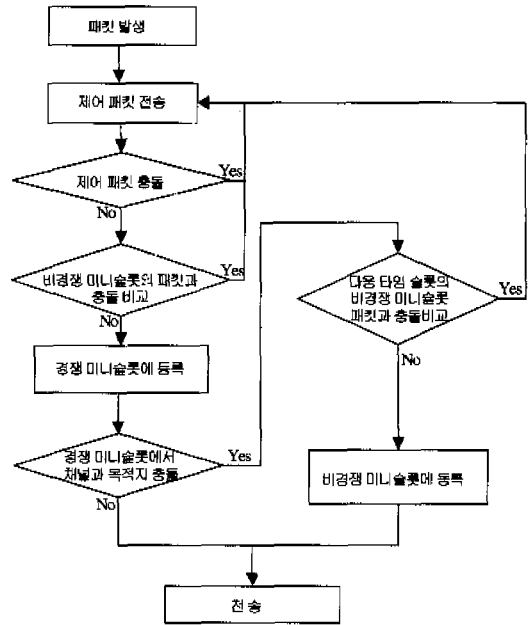 패킷 발생
제어 패킷 전송
제어 패킷 충돌
Yes
No
비경쟁 미니슬롯의 패킷과
충돌 비교
Yes
No
경쟁 미니슬롯에 등록
경쟁 미니슬롯에서
채널과 목적지 충돌
Yes
No
다음 타임 슬롯의
비경쟁 미니슬롯
패킷과 충돌비교
Yes
No
비경쟁 미니슬롯에 등록
전 송